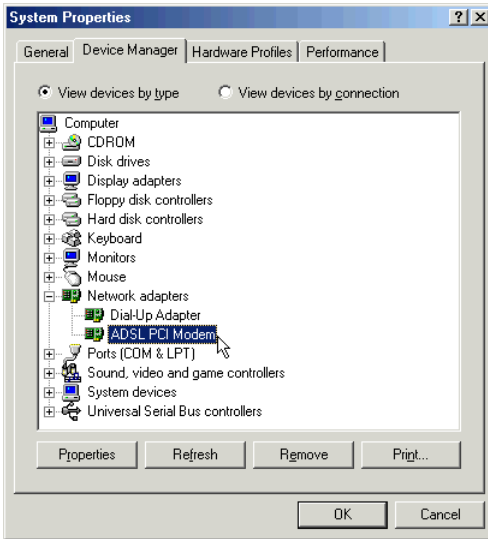 System Properties
General Device Manager Hardware Profiles Performance
View devices by type View devices by connection
Computer
CDROM
Disk drives
Display adapters
Floppy disk controllers
Hard disk controllers
Keyboard
Monitors
Mouse
Network adapters
Dial-Up Adapter
ADSL PCI Modem
Ports (COM & LPT)
Sound, video and game controllers
System devices
Universal Serial Bus controllers
Properties Refresh Remove Print...
OK Cancel